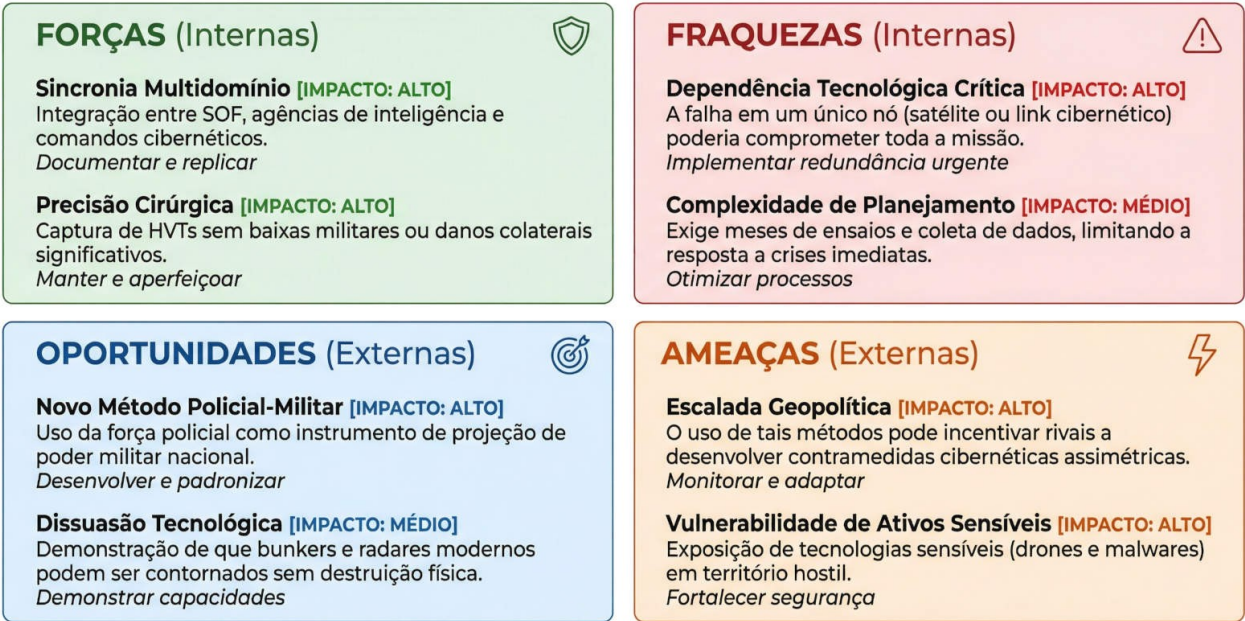 FORÇAS (Internas)
Sincronia Multidomínio [IMPACTO: ALTO]
Integração entre SOF, agências de inteligência e
comandos cibernéticos.
Documentar e replicar
Precisão Cirúrgica [IMPACTO: ALTO]
Captura de HVTs sem baixas militares ou danos colaterais
significativos.
Manter e aperfeiçoar
FRAQUEZAS (Internas)
Dependência Tecnológica Crítica [IMPACTO: ALTO]
A falha em um único nó (satélite ou link cibernético)
poderia comprometer toda a missão.
Implementar redundância urgente
Complexidade de Planejamento [IMPACTO: MÉDIO]
Exige meses de ensaios e coleta de dados, limitando a
resposta a crises imediatas.
Otimizar processos
OPORTUNIDADES (Externas)
Novo Método Policial-Militar [IMPACTO: ALTO]
Uso da força policial como instrumento de projeção de
poder militar nacional.
Desenvolver e padronizar
Dissuasão Tecnológica [IMPACTO: MÉDIO]
Demonstração de que bunkers e radares modernos
podem ser contornados sem destruição física.
Demonstrar capacidades
AMEAÇAS (Externas)
Escalada Geopolítica [IMPACTO: ALTO]
O uso de tais métodos pode incentivar rivais a
desenvolver contramedidas cibernéticas assimétricas.
Monitorar e adaptar
Vulnerabilidade de Ativos Sensíveis [IMPACTO: ALTO]
Exposição de tecnologias sensíveis (drones e malwares)
em território hostil.
Fortalecer segurança